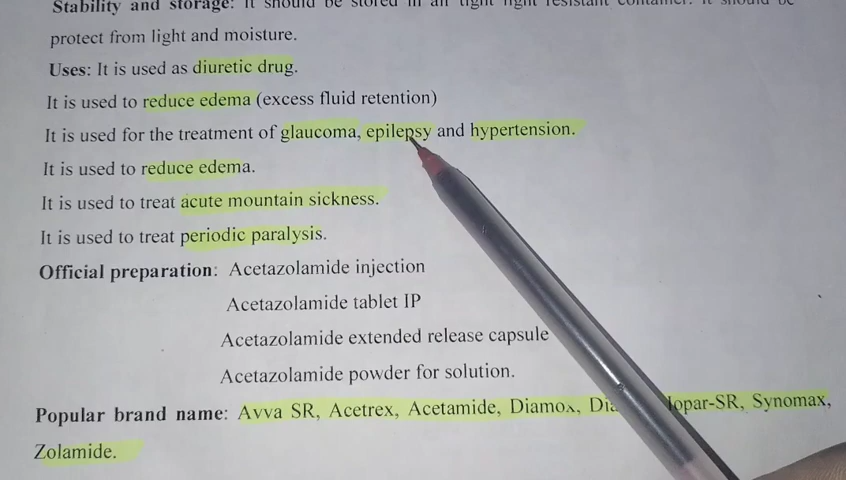 Stability and storage: It should be stored in air tight light resistant container. It should be
protect from light and moisture.
Uses: It is used as diuretic drug.
It is used to reduce edema (excess fluid retention)
It is used for the treatment of glaucoma, epilepsy and hypertension.
It is used to reduce edema.
It is used to treat acute mountain sickness.
It is used to treat periodic paralysis.
Official preparation: Acetazolamide injection
Acetazolamide tablet IP
Acetazolamide extended release capsule
Acetazolamide powder for solution.
Popular brand name: Avva SR, Acetrex, Acetamide, Diamox, Synomax,
Zolamide.